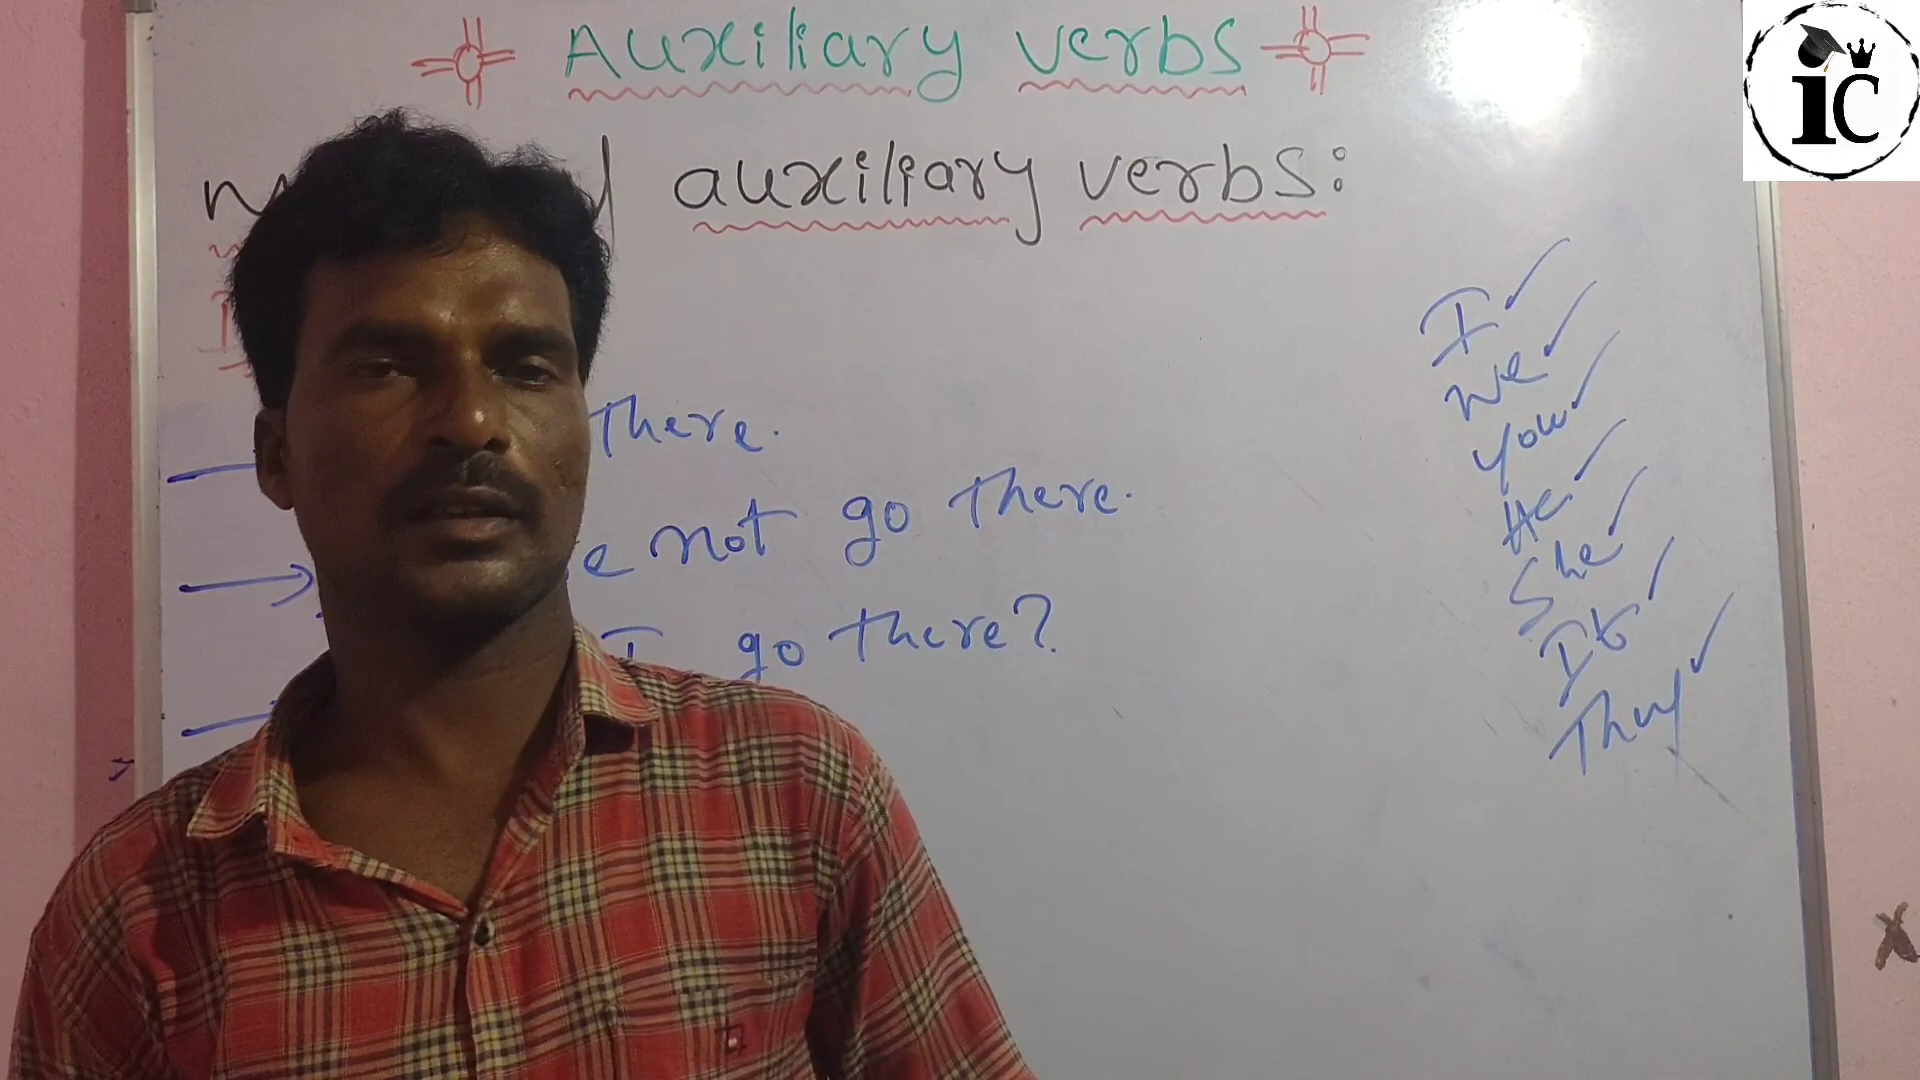 Auxiliary verbs
auxiliary verbs:
there.
not go there.
I go there?
I
We
You
He
She
It
They
iC